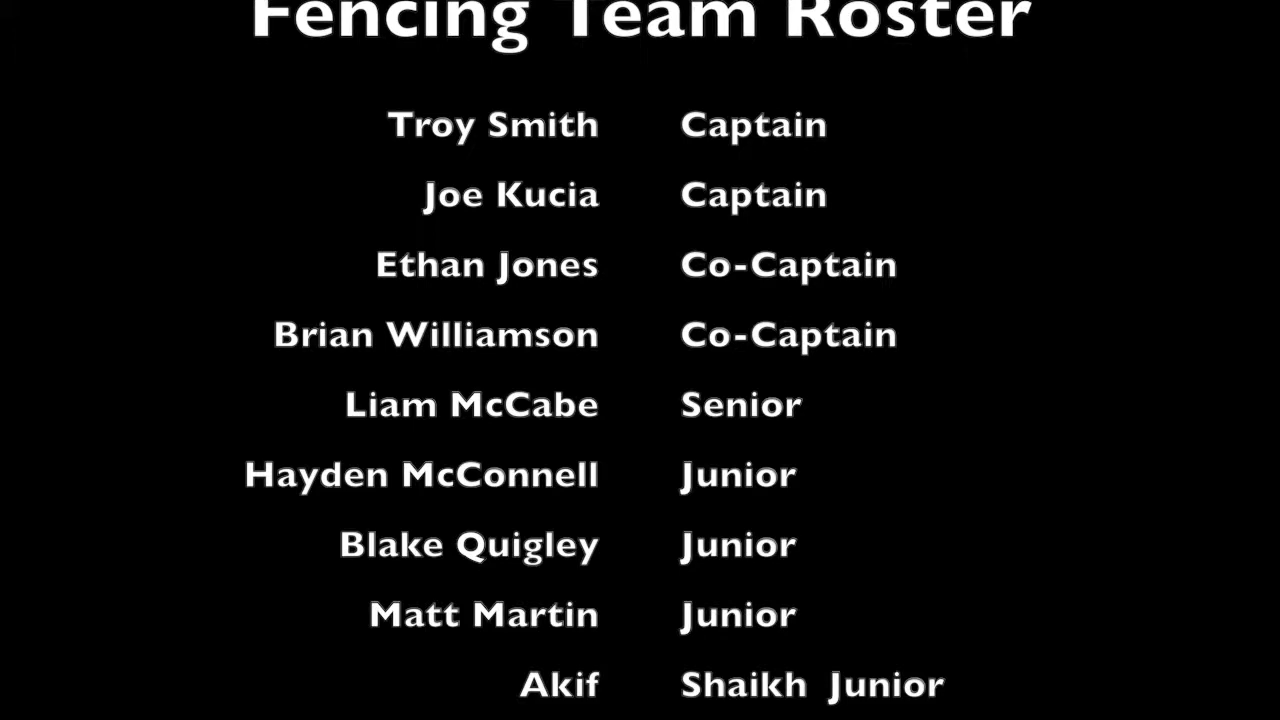 Fencing Team Roster
Troy Smith Captain
Joe Kucia Captain
Ethan Jones Co-Captain
Brian Williamson Co-Captain
Liam McCabe Senior
Hayden McConnell Junior
Blake Quigley Junior
Matt Martin Junior
Akif Shaikh Junior